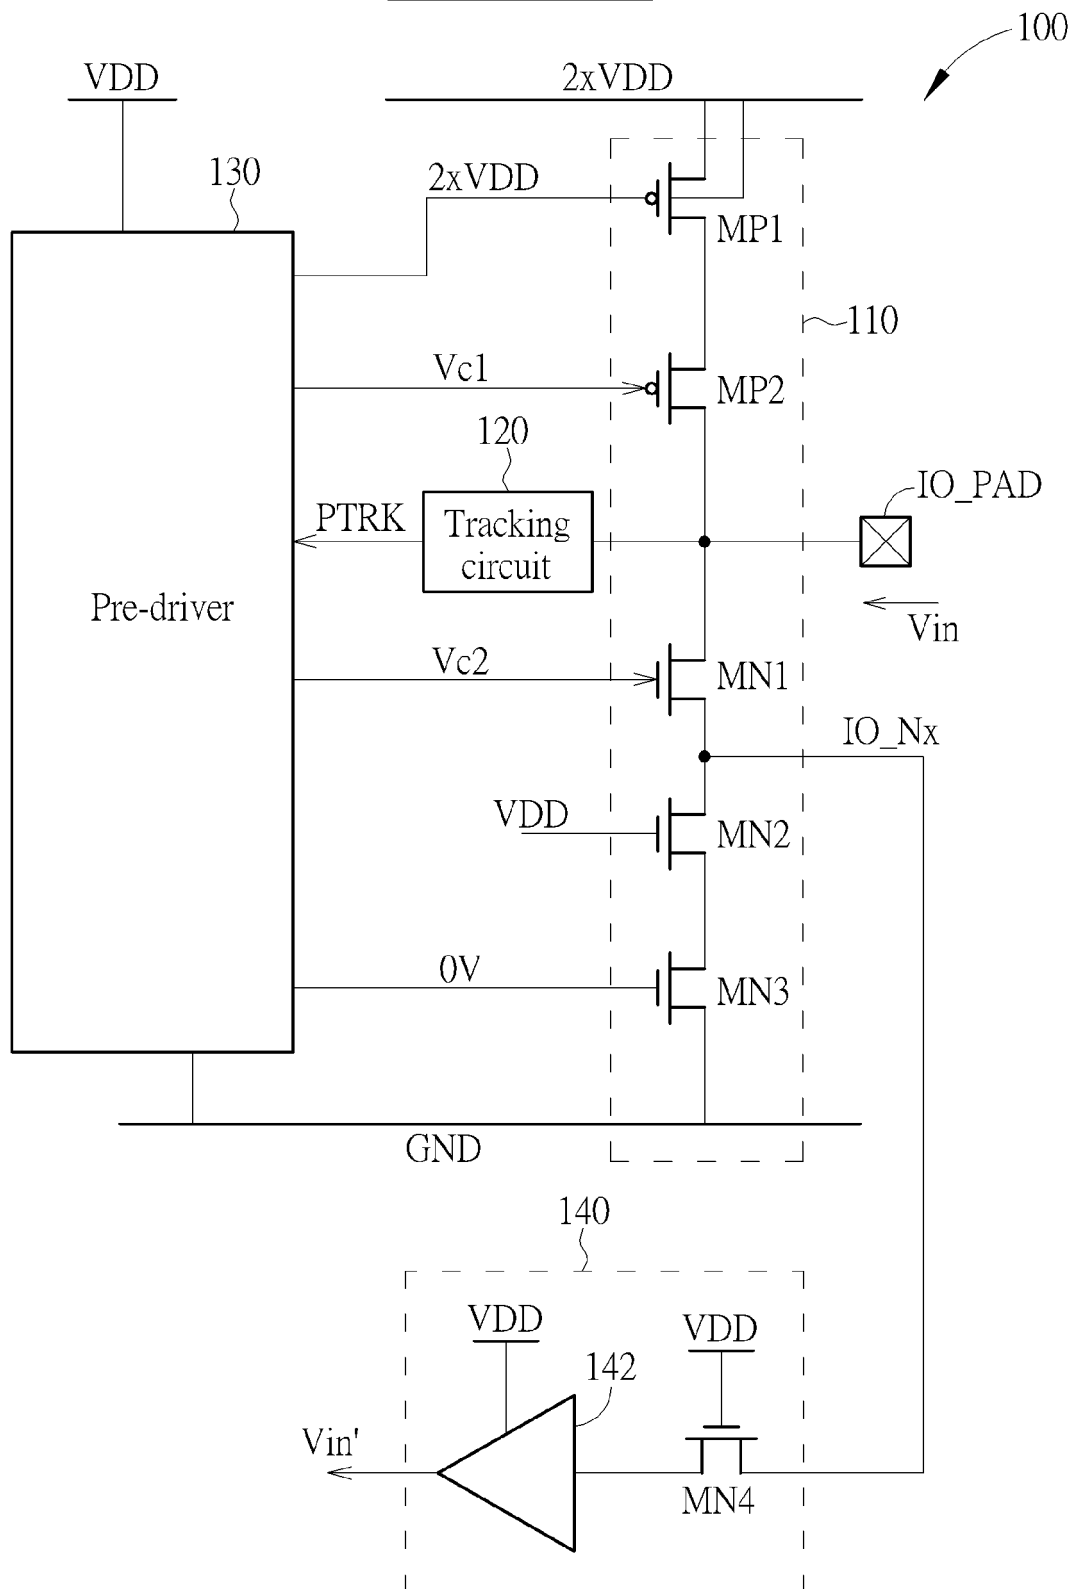 100
VDD
2xVDD
130
2xVDD
MP1
110
Vc1
MP2
120
IO_PAD
PTRK
Tracking
circuit
Pre-driver
Vin
Vc2
MN1
IO_Nx
VDD
MN2
0V
MN3
GND
140
VDD
VDD
142
Vin'
MN4